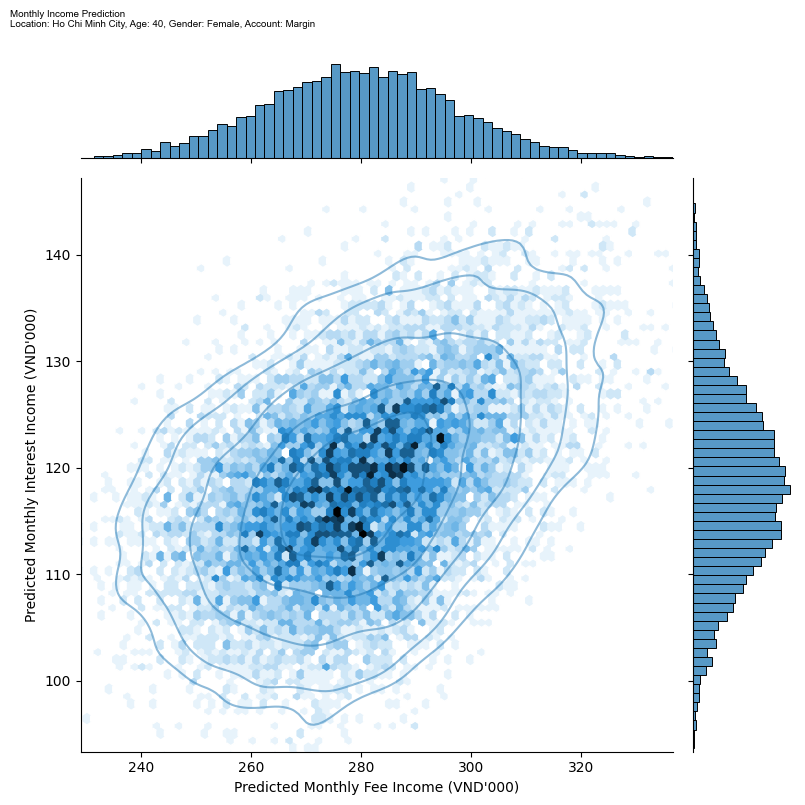 Monthly Income Prediction
Location: Ho Chi Minh City, Age: 40, Gender: Female, Account: Margin
140
130
120
110
100
Predicted Monthly Interest Income (VND'000)
240
260
280
300
320
Predicted Monthly Fee Income (VND'000)